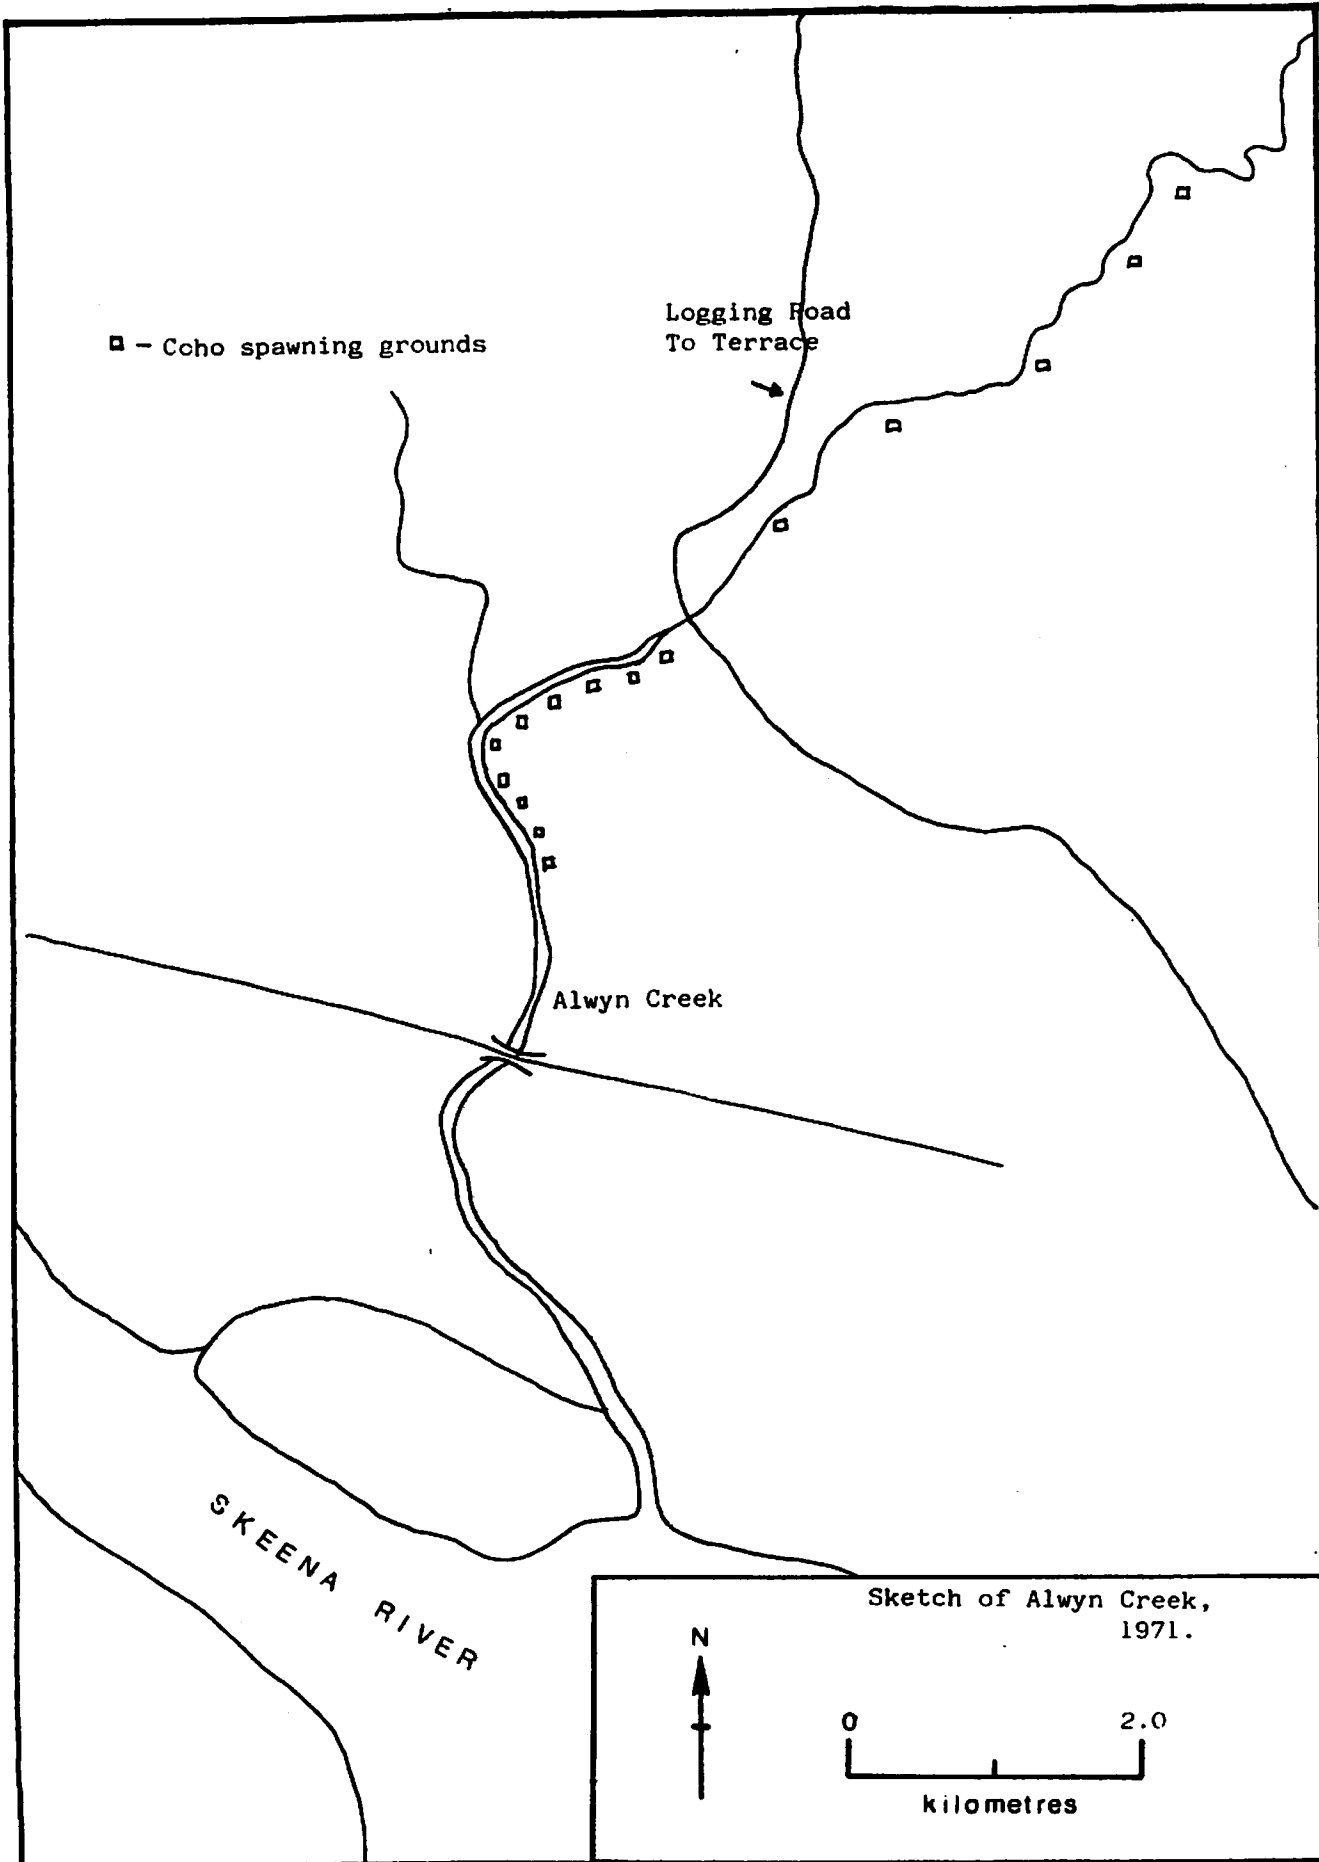 Logging Road
To Terrace
- Coho spawning grounds
Alwyn Creek
SKEENA RIVER
Sketch of Alwyn Creek,
1971.
N
0 2.0
kilometres